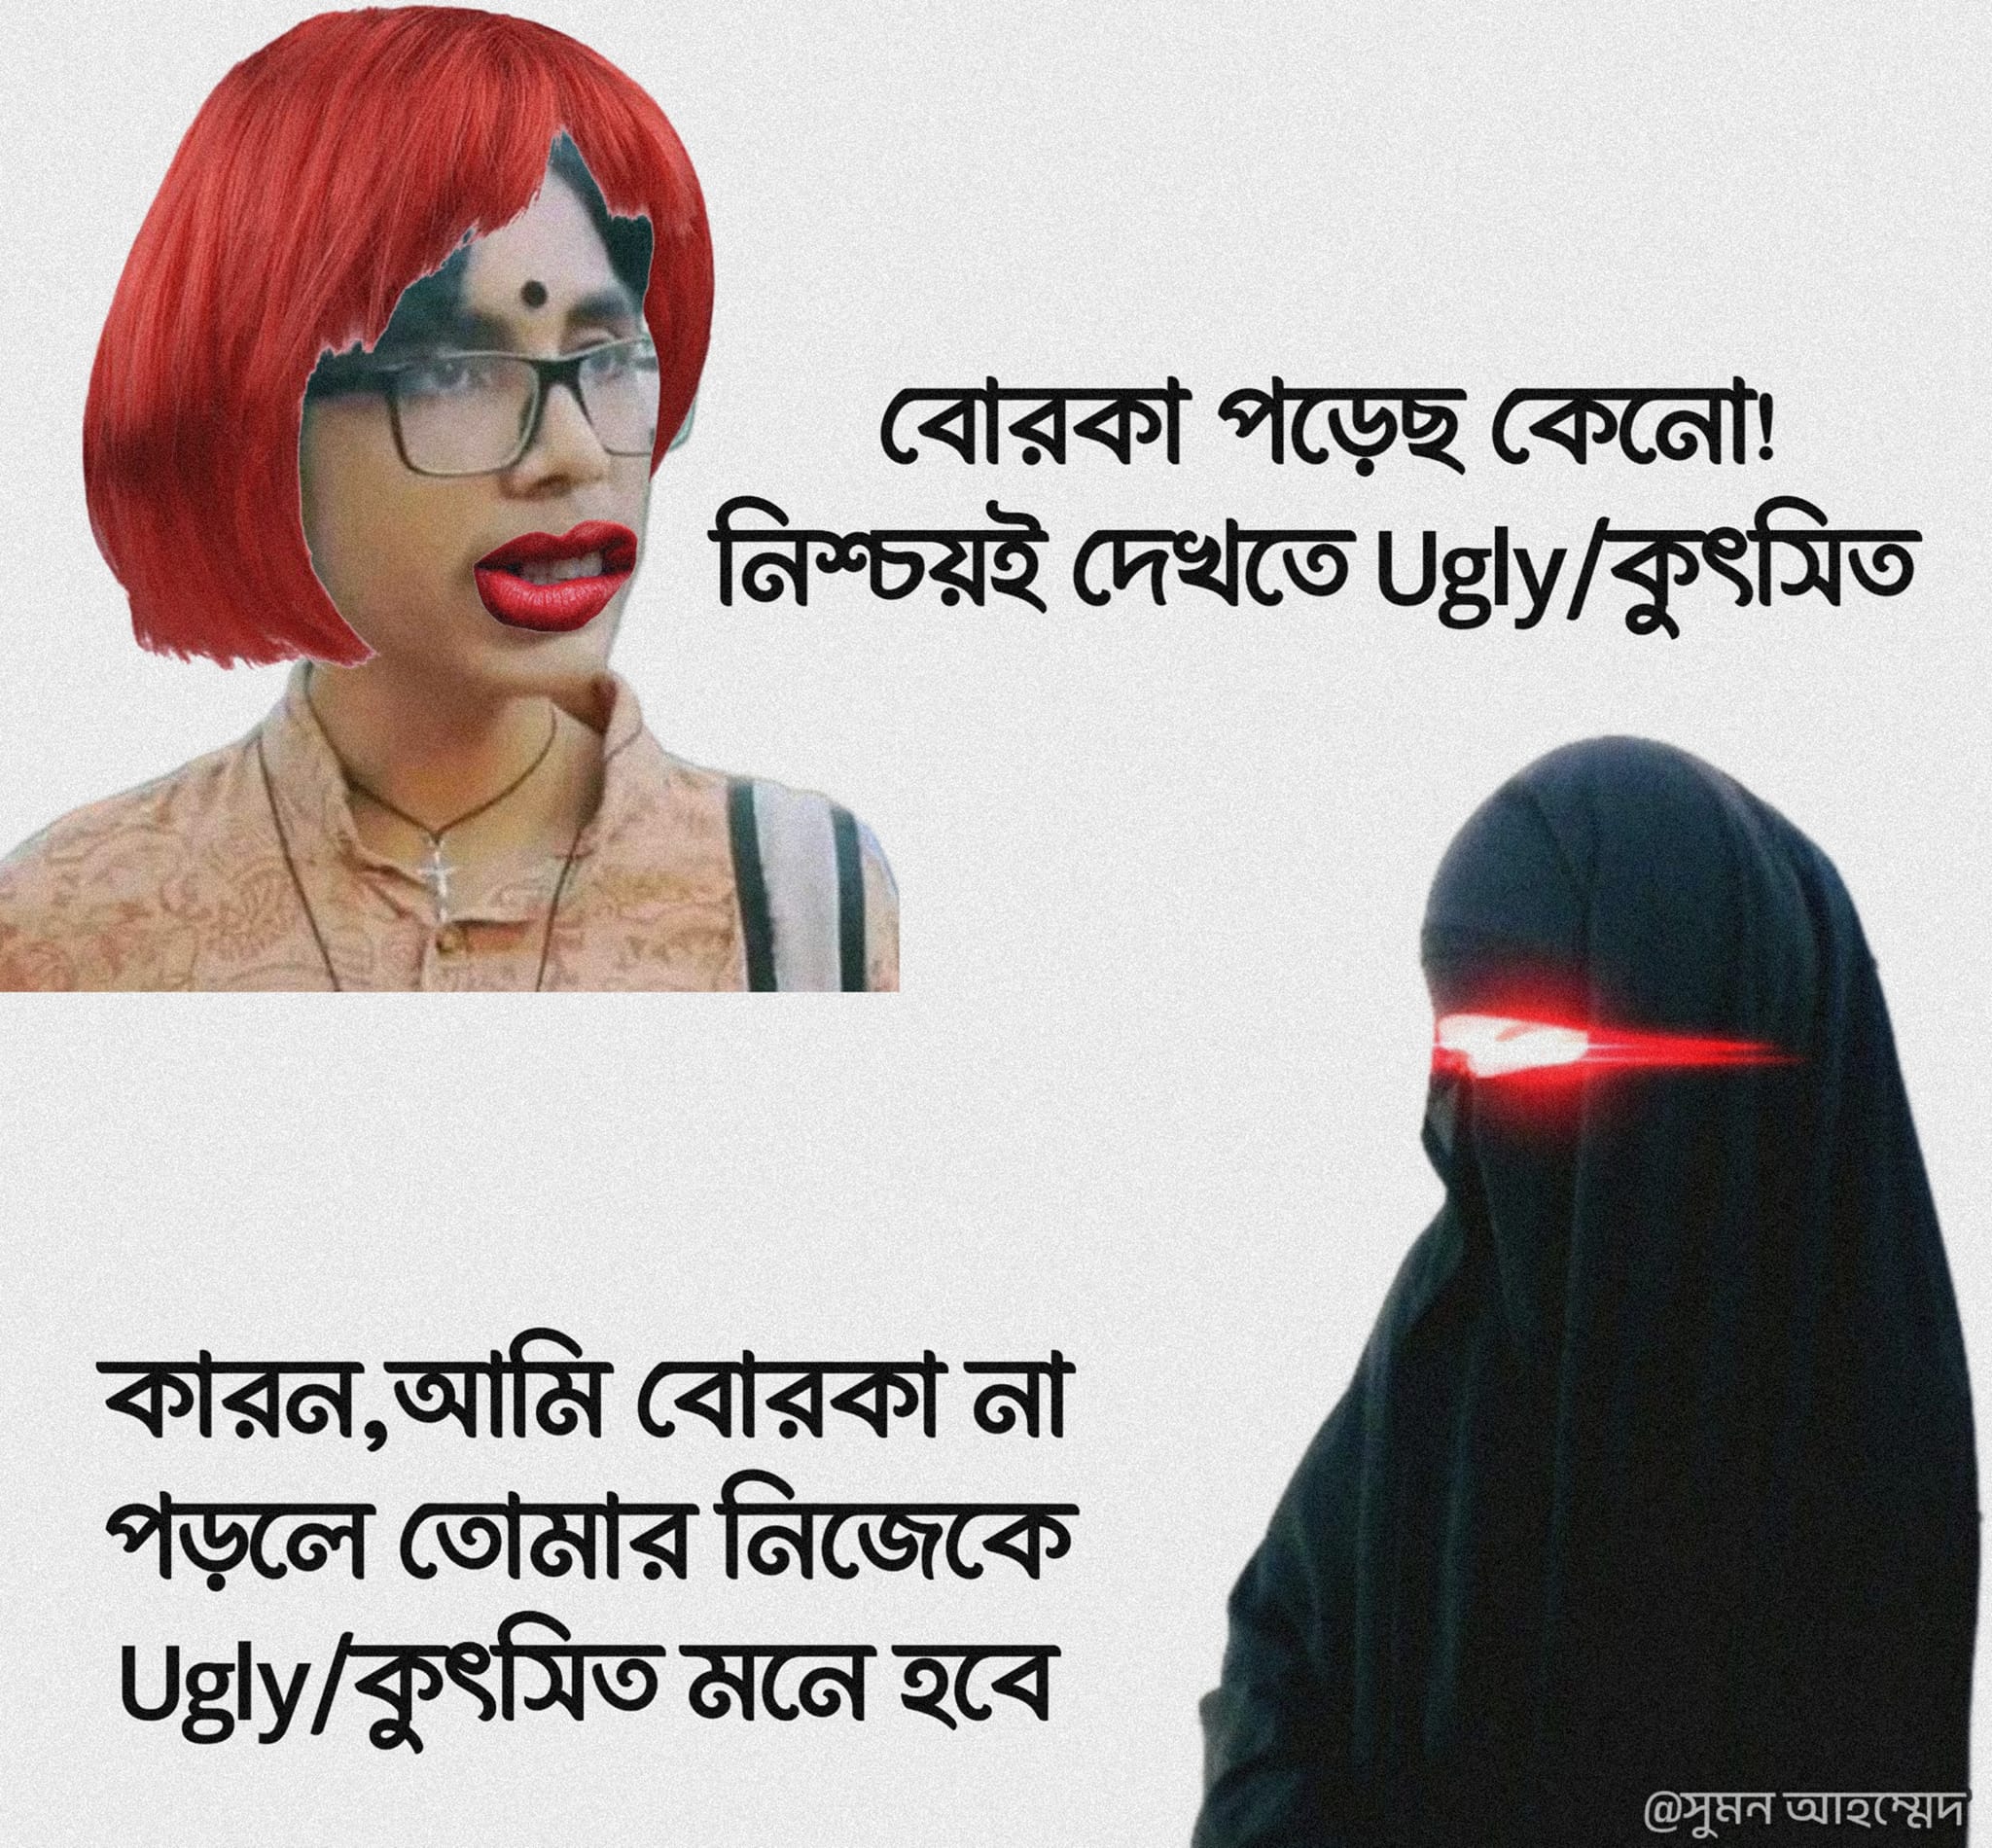 বোরকা পড়েছ কেনো!
নিশ্চয়ই দেখতে Ugly/কুৎসিত
কারন,আমি বোরকা না
পড়লে তোমার নিজেকে
Ugly/কুৎসিত মনে হবে
@সুমন আহম্মেদ